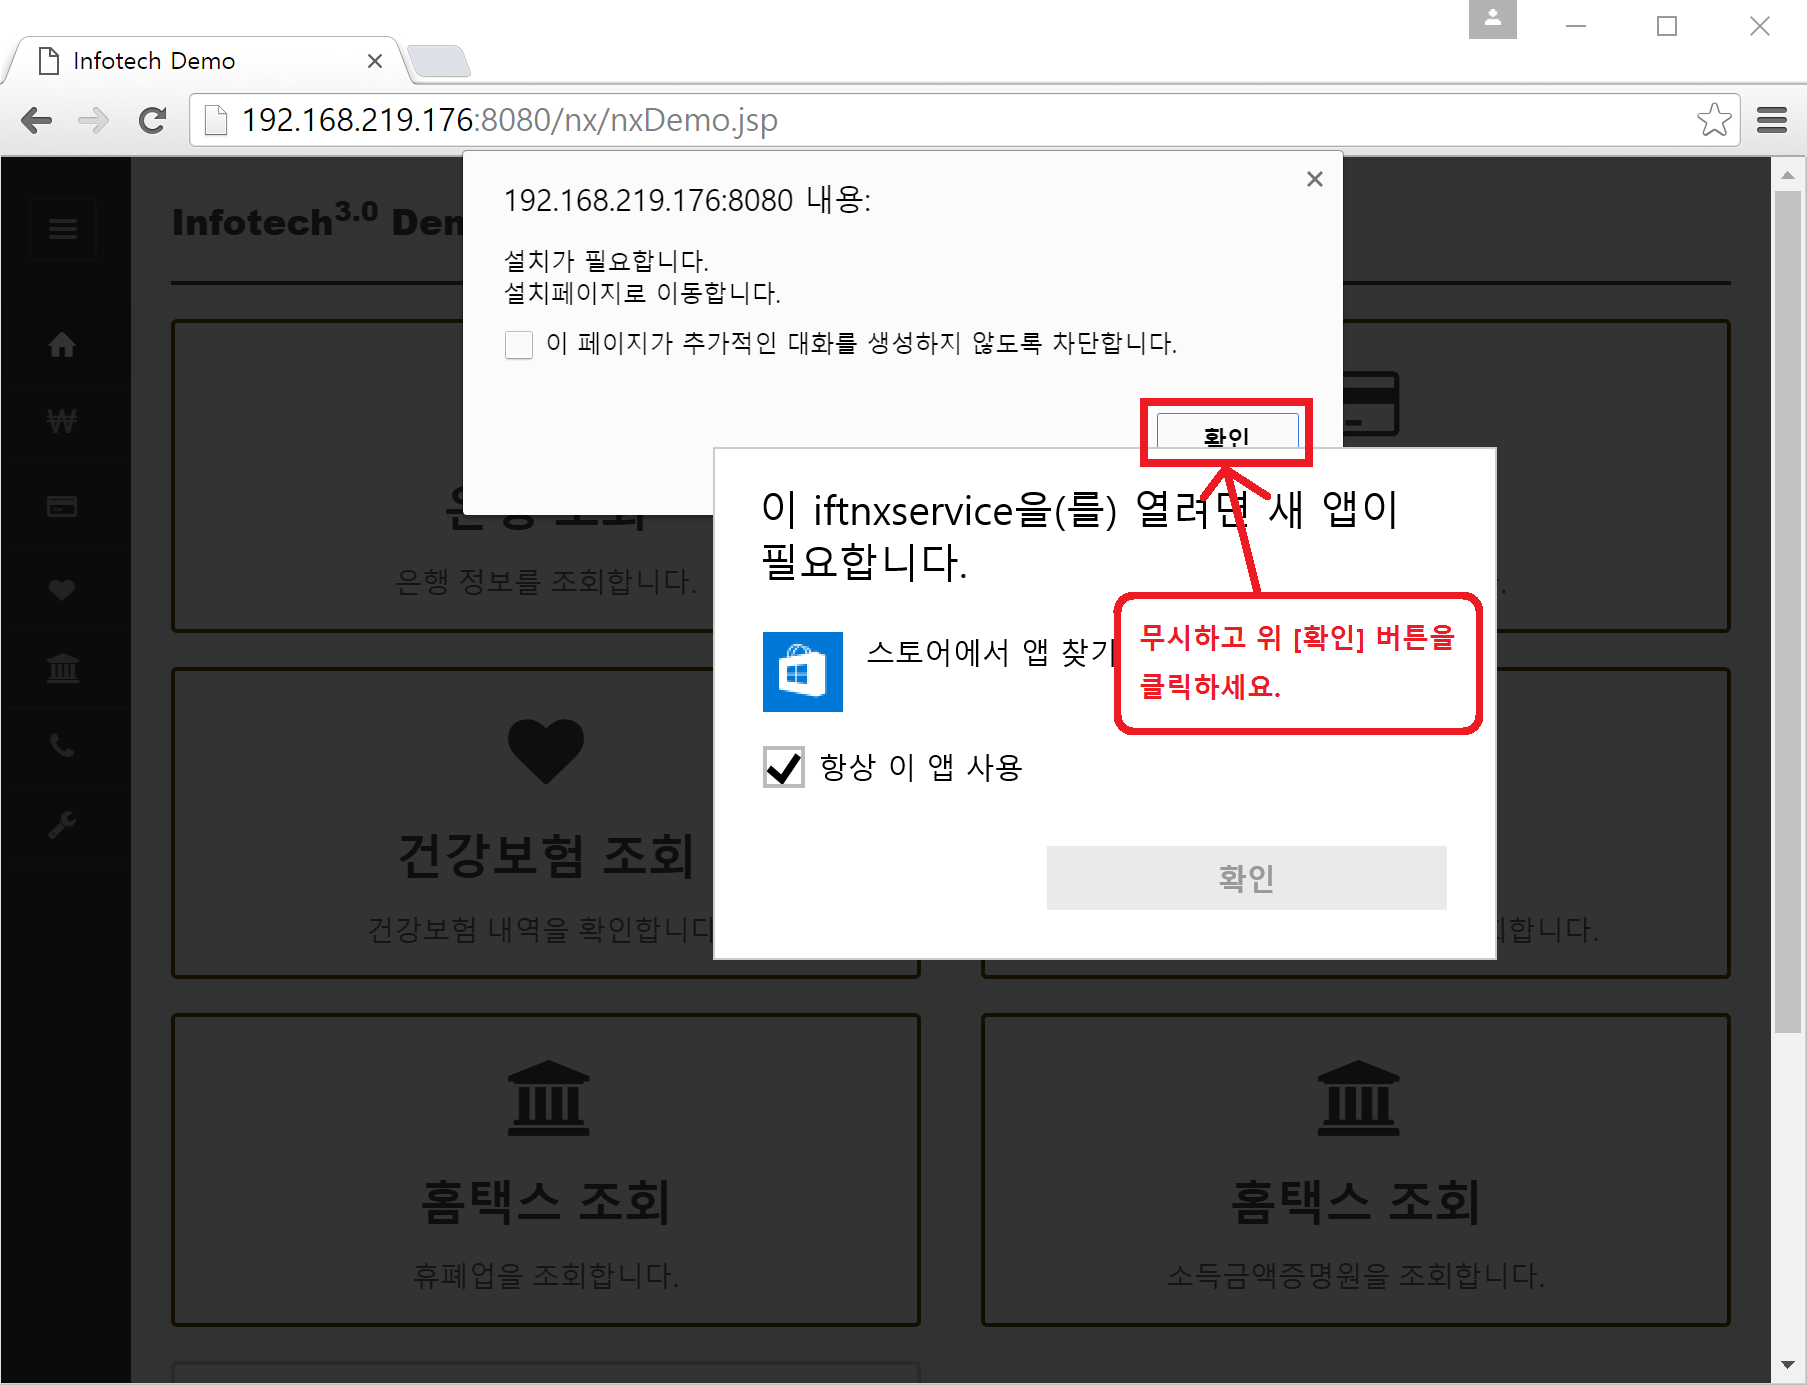 Infotech Demo
192.168.219.176:8080/nx/nxDemo.jsp
Infotech3.0 Dem
192.168.219.176:8080 내용:
설치가 필요합니다.
설치페이지로 이동합니다.
이 페이지가 추가적인 대화를 생성하지 않도록 차단합니다.
확인
이 iftnxservice을(를) 열려면 새 앱이
필요합니다.
스토어에서 앱 찾기
무시하고 위 [확인] 버튼을
클릭하세요.
항상 이 앱 사용
확인
은행 조회
은행 정보를 조회합니다.
건강보험 조회
건강보험 내역을 확인합니다
회합니다.
홈택스 조회
휴폐업을 조회합니다.
홈택스 조회
소득금액증명원을 조회합니다.